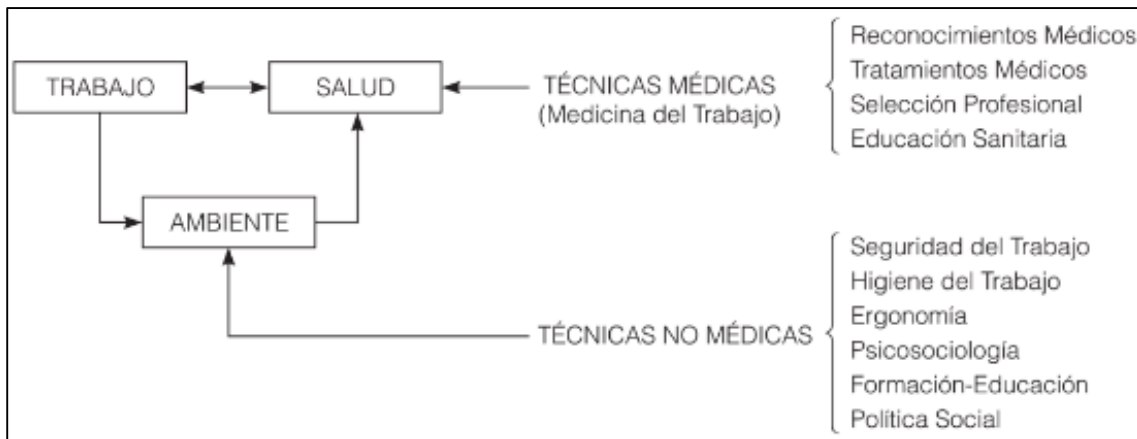 TRABAJO
SALUD
AMBIENTE
TÉCNICAS MÉDICAS
(Medicina del Trabajo)
Reconocimientos Médicos
Tratamientos Médicos
Selección Profesional
Educación Sanitaria
TÉCNICAS NO MÉDICAS
Seguridad del Trabajo
Higiene del Trabajo
Ergonomía
Psicosociología
Formación-Educación
Política Social